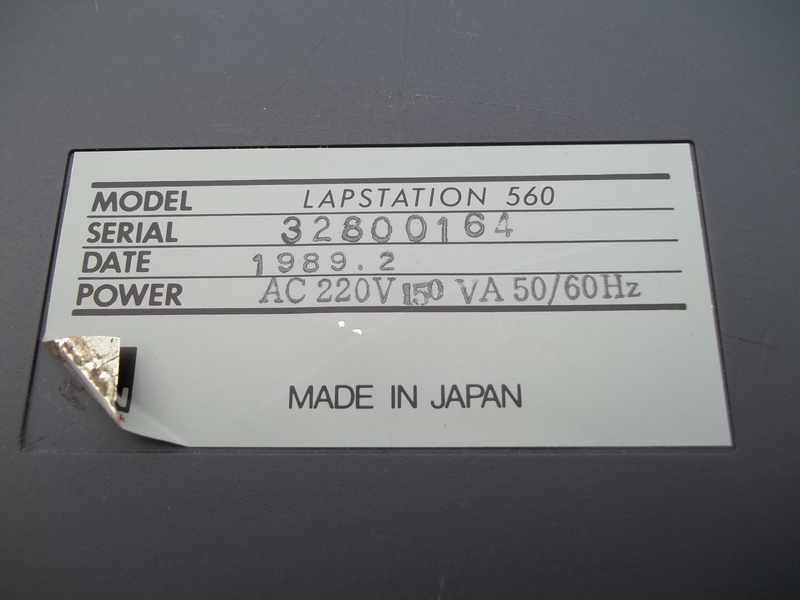 MODEL LAPSTATION 560
SERIAL 32800164
DATE 1989.2
POWER AC 220V 150 VA 50/60Hz
MADE IN JAPAN